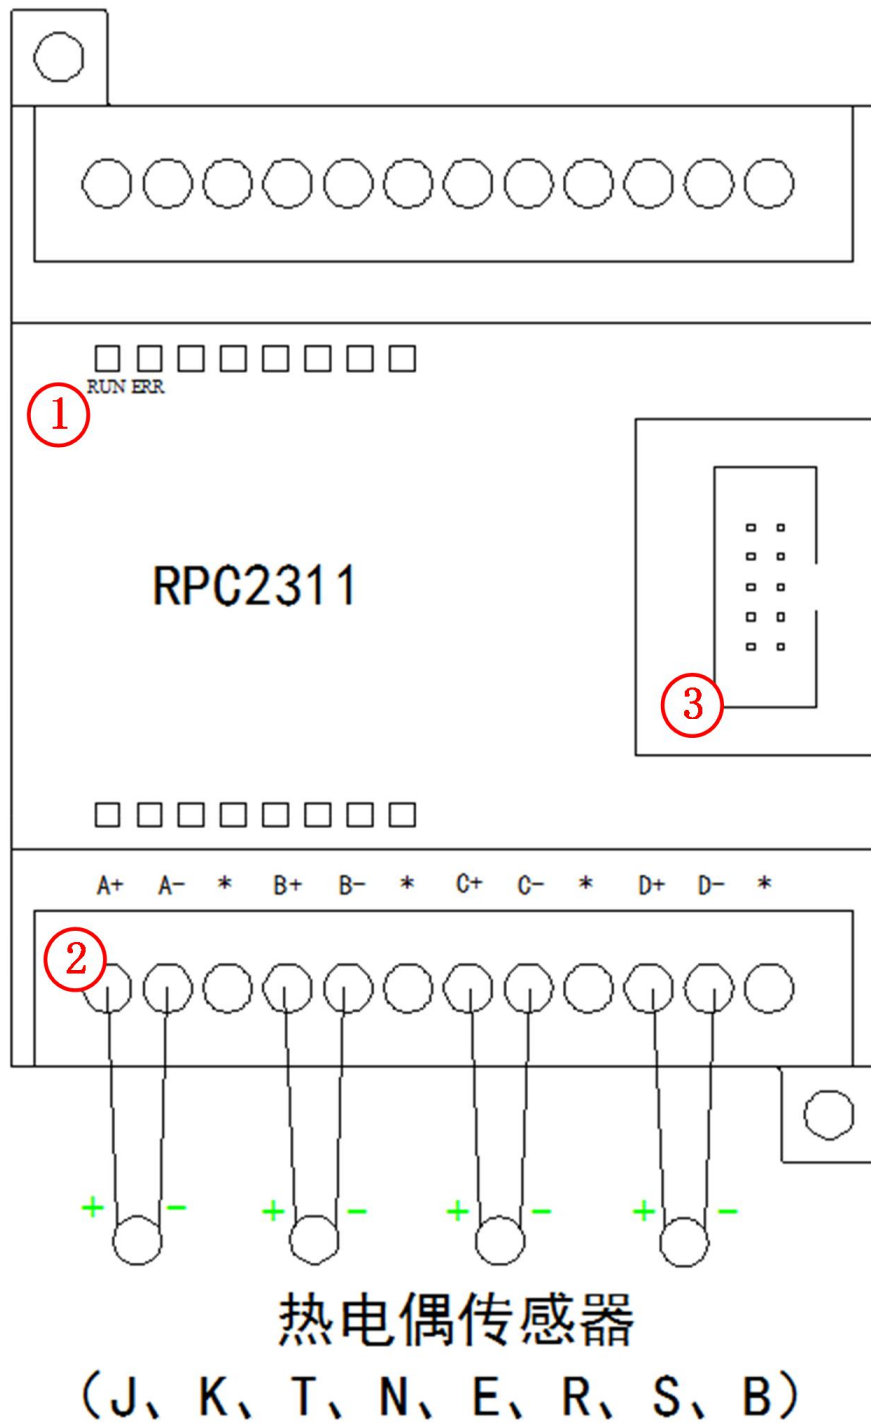 RUN ERR
①
RPC2311
③
A+ A- * B+ B- * C+ C- * D+ D- *
②
+ - + - + - + -
热电偶传感器
（J、K、T、N、E、R、S、B）